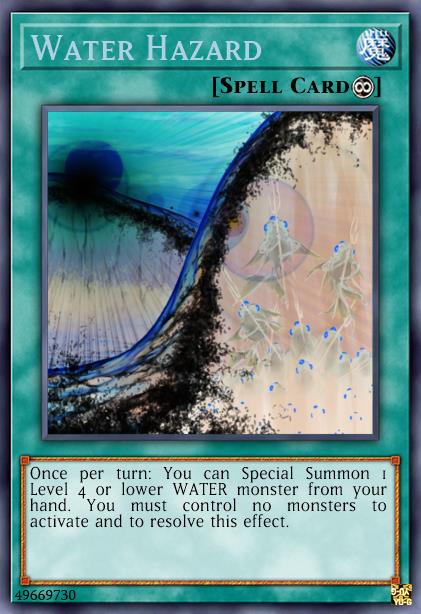 Water Hazard
魔
[Spell Card]
Once per turn: You can Special Summon 1
Level 4 or lower WATER monster from your
hand. You must control no monsters to
activate and to resolve this effect.
49669730